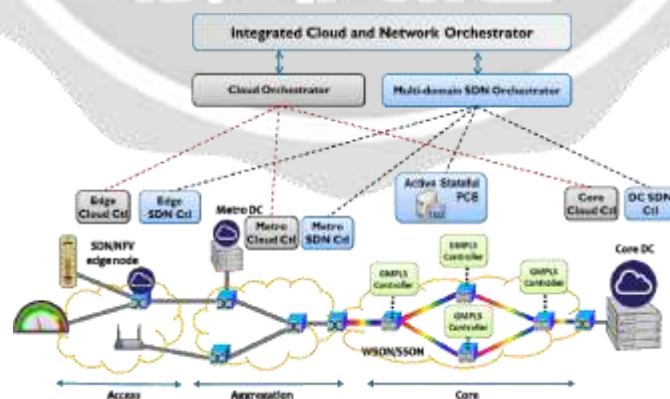 Integrated Cloud and Network Orchestrator
Cloud Orchestrator
Multi-domain SDN Orchestrator
Edge
Cloud Ctl
Edge
SDN Ctl
Metro DC
Metro
Cloud Ctl
Metro
SDN Ctl
Active Stateful
PCE
Core
Cloud Ctl
DC SDN
Ctl
SDN/NFV
edge node
GMPLS
Controller
GMPLS
Controller
GMPLS
Controller
GMPLS
Controller
Core DC
WSON/SSON
Access
Aggregation
Core